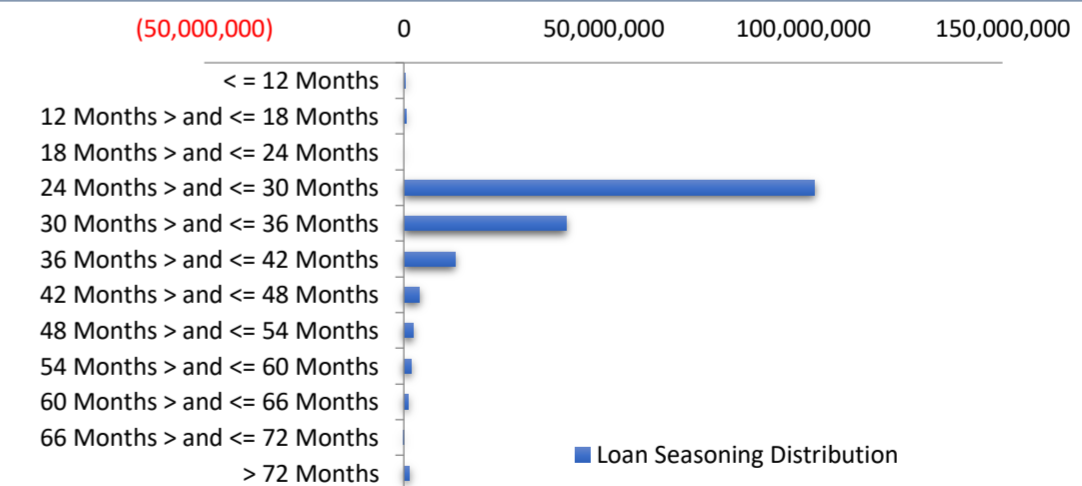 (50,000,000) 0 50,000,000 100,000,000 150,000,000
< = 12 Months
12 Months > and <= 18 Months
18 Months > and <= 24 Months
24 Months > and <= 30 Months
30 Months > and <= 36 Months
36 Months > and <= 42 Months
42 Months > and <= 48 Months
48 Months > and <= 54 Months
54 Months > and <= 60 Months
60 Months > and <= 66 Months
66 Months > and <= 72 Months
Loan Seasoning Distribution
> 72 Months